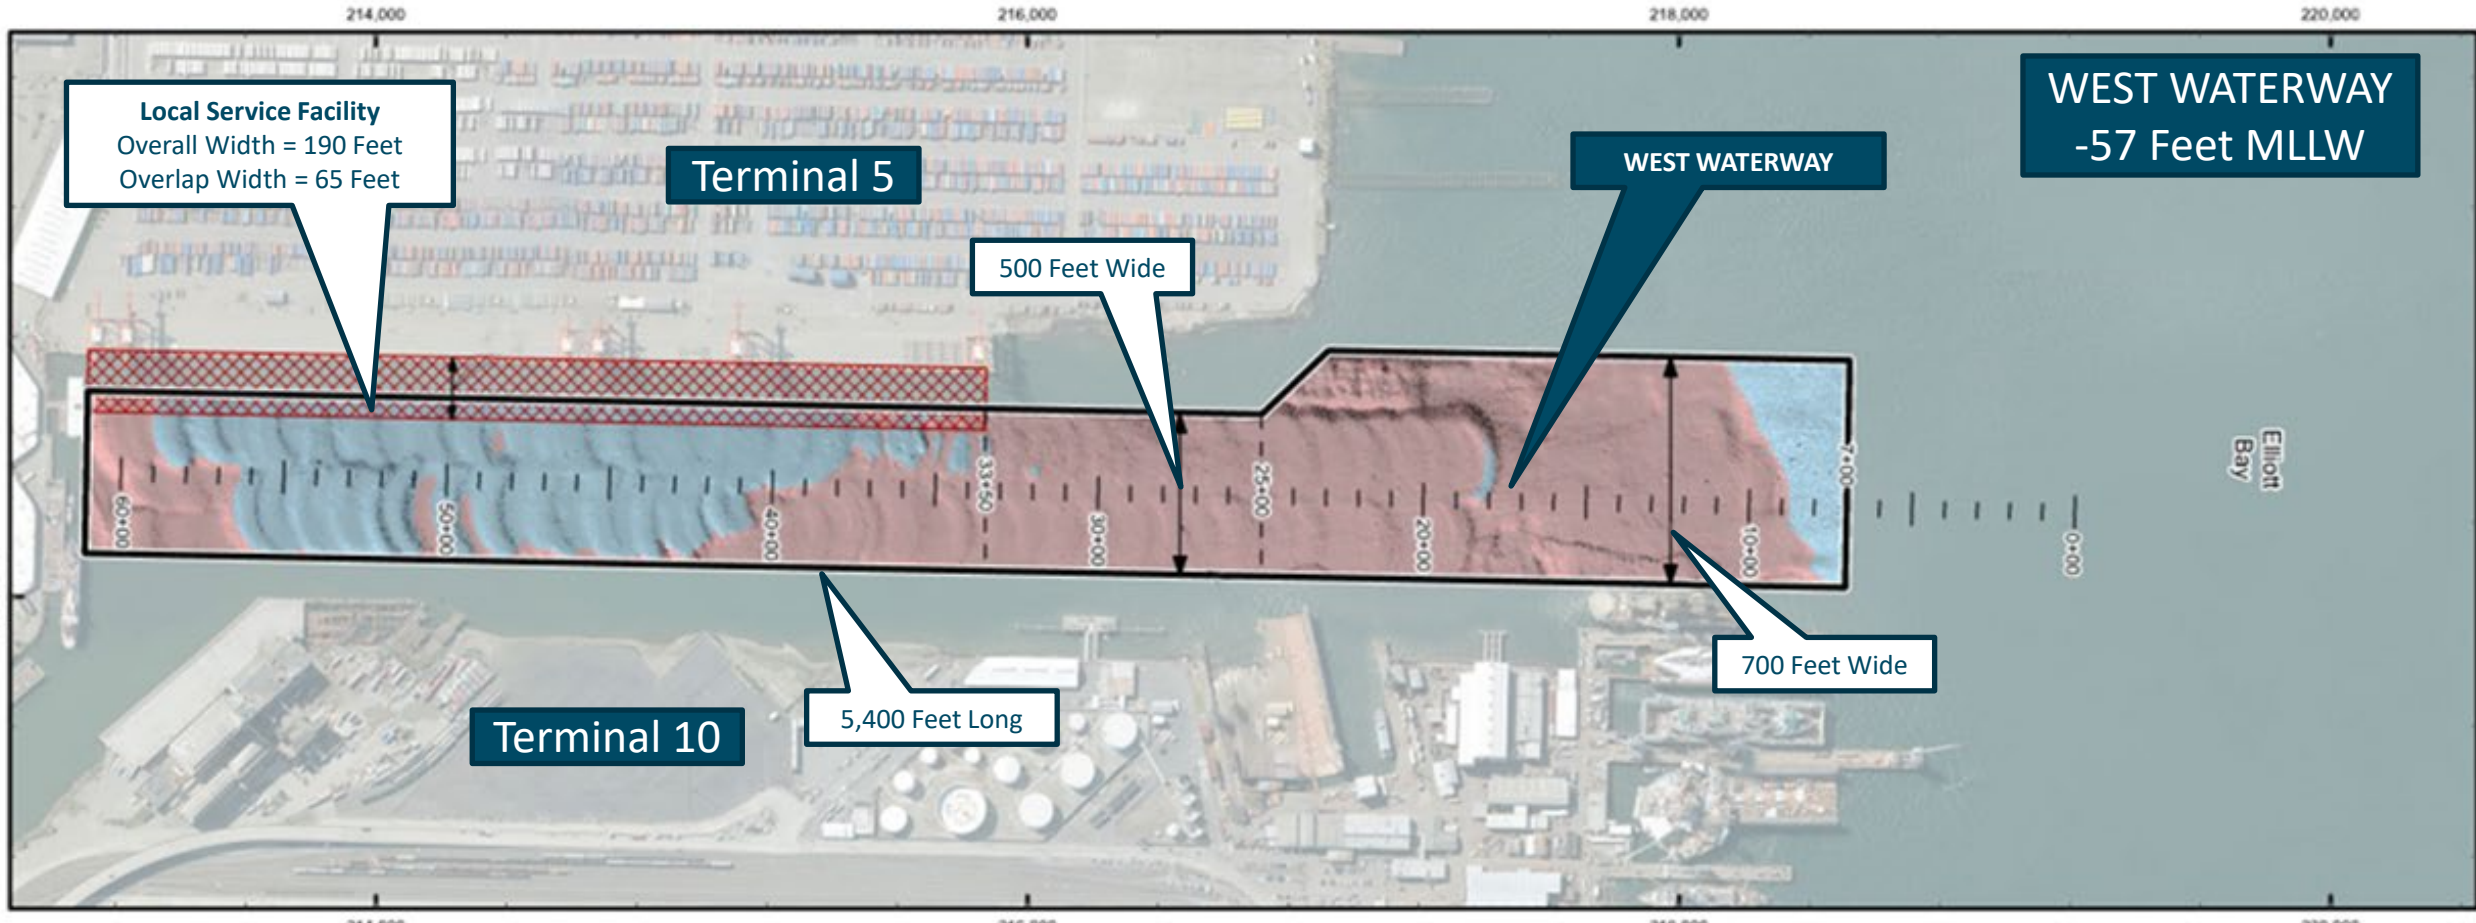 214,000
216,000
218,000
220,000
WEST WATERWAY
-57 Feet MLLW
Local Service Facility
Overall Width = 190 Feet
Overlap Width = 65 Feet
Terminal 5
WEST WATERWAY
500 Feet Wide
60+00
50+00
40+00
33+50
30+00
25+00
20+00
10+00
7+00
0+00
Elliott
Bay
700 Feet Wide
5,400 Feet Long
Terminal 10